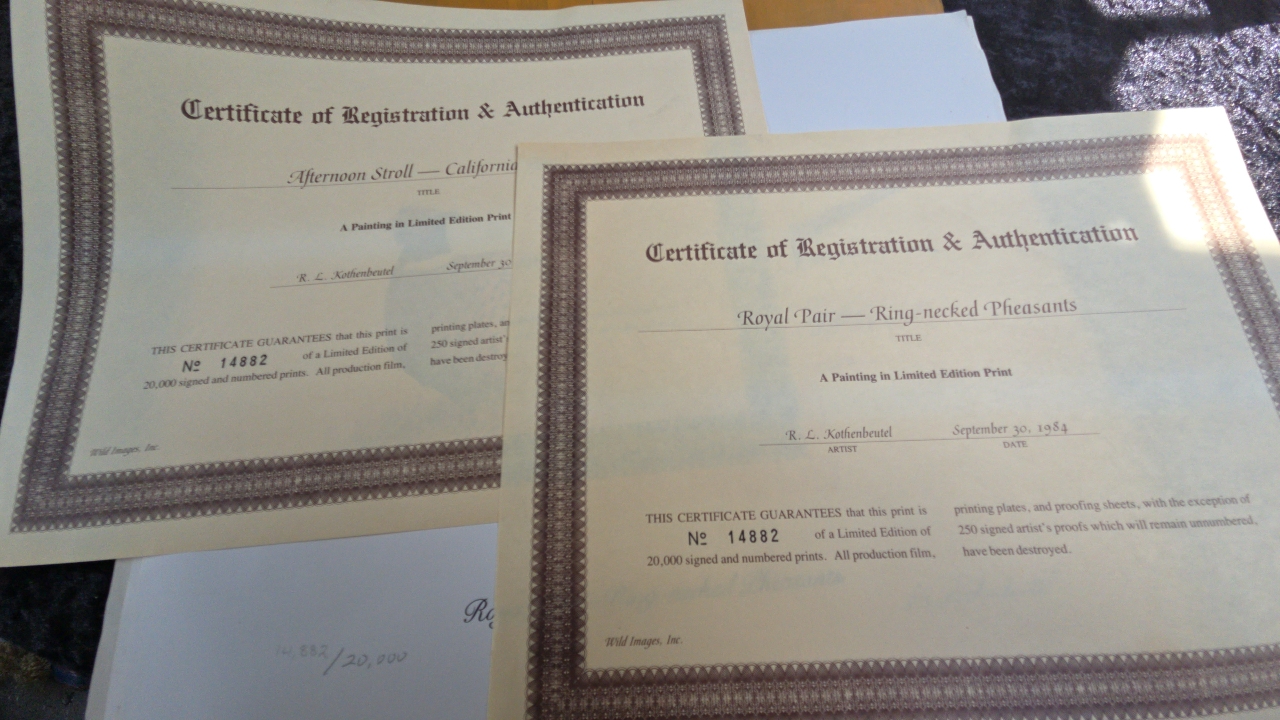 Certificate of Registration & Authentication
Afternoon Stroll — California
TITLE
A Painting in Limited Edition Print
R. L. Kothenbeutel September 30
THIS CERTIFICATE GUARANTEES that this print is
Nº 14882 of a Limited Edition of
20,000 signed and numbered prints. All production film,
printing plates, an
250 signed artist's
have been destroy
Wild Images, Inc.
Certificate of Registration & Authentication
Royal Pair — Ring-necked Pheasants
TITLE
A Painting in Limited Edition Print
R. L. Kothenbeutel September 30, 1984
ARTIST DATE
THIS CERTIFICATE GUARANTEES that this print is
Nº 14882 of a Limited Edition of
20,000 signed and numbered prints. All production film,
printing plates, and proofing sheets, with the exception of
250 signed artist's proofs which will remain unnumbered,
have been destroyed.
Wild Images, Inc.
Ro
14,882/20,000